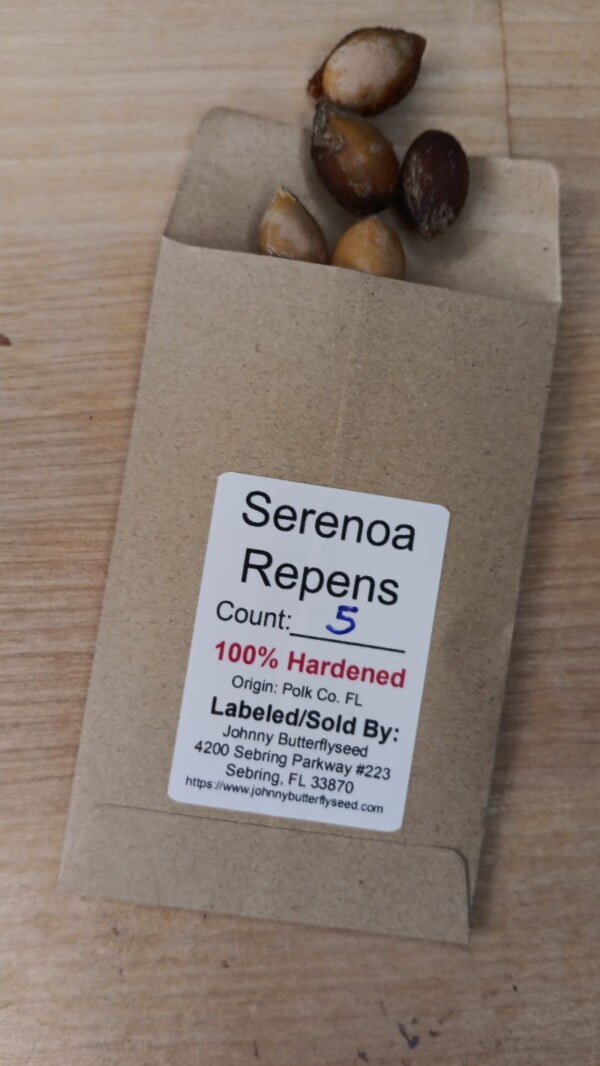 Serenoa
Repens
Count: 5
100% Hardened
Origin: Polk Co. FL
Labeled/Sold By:
Johnny Butterflyseed
4200 Sebring Parkway #223
Sebring, FL 33870
https://www.johnnybutterflyseed.com